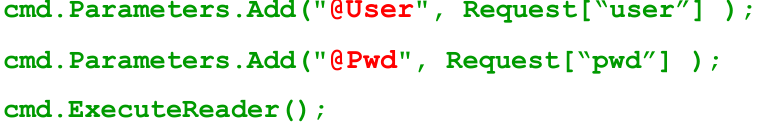 cmd.Parameters.Add("@User", Request[“user”] );
cmd.Parameters.Add("@Pwd", Request[“pwd”] );
cmd.ExecuteReader();